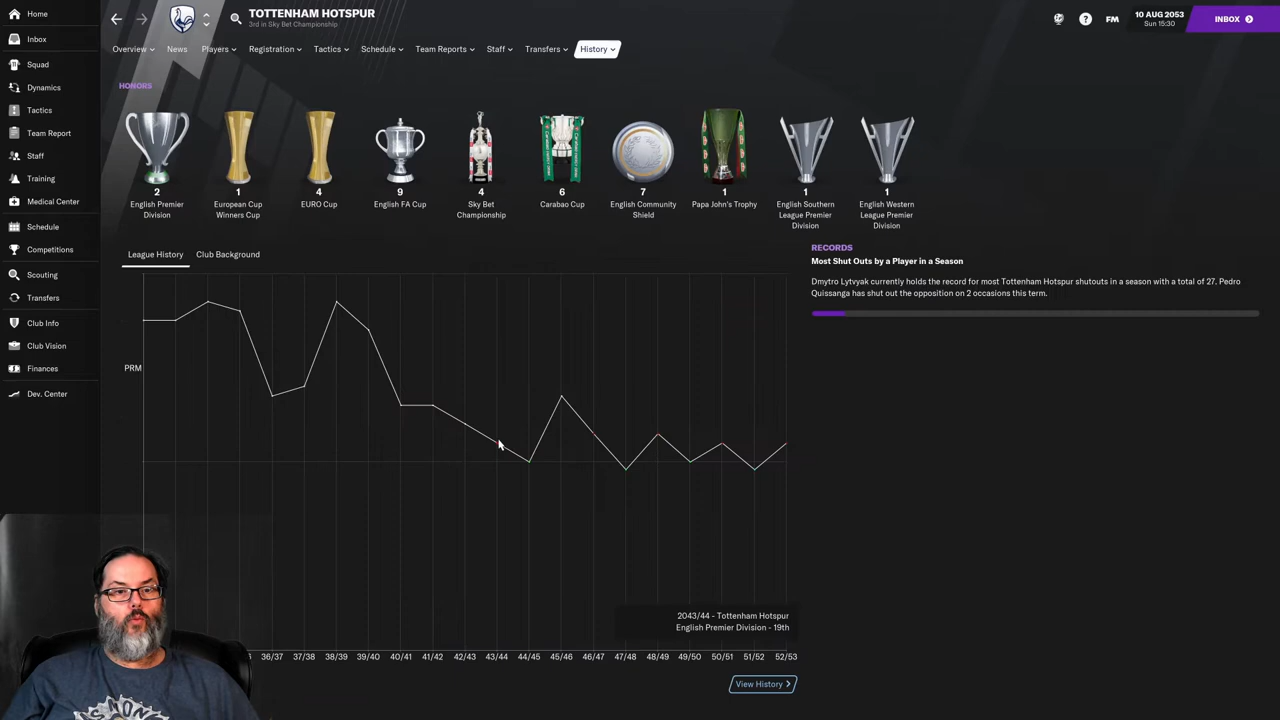 Home
Inbox
Squad
Dynamics
Tactics
Team Report
Staff
Training
Medical Center
Schedule
Competitions
Scouting
Transfers
Club Info
Club Vision
Finances
Dev. Center
TOTTENHAM HOTSPUR
3rd in Sky Bet Championship
?
FM
10 AUG 2053
Sun 15:30
INBOX
Overview
News
Players
Registration
Tactics
Schedule
Team Reports
Staff
Transfers
History
HONORS
2
English Premier
Division
1
European Cup
Winners Cup
4
EURO Cup
9
English FA Cup
4
Sky Bet
Championship
6
Carabao Cup
7
English Community
Shield
1
Papa John's Trophy
1
English Southern
League Premier
Division
1
English Western
League Premier
Division
League History
Club Background
RECORDS
Most Shut Outs by a Player in a Season
Dmytro Lytvyak currently holds the record for most Tottenham Hotspur shutouts in a season with a total of 27. Pedro
Quissanga has shut out the opposition on 2 occasions this term.
PRM
2043/44 - Tottenham Hotspur
English Premier Division - 19th
36/37 37/38 38/39 39/40 40/41 41/42 42/43 43/44 44/45 45/46 46/47 47/48 48/49 49/50 50/51 51/52 52/53
View History